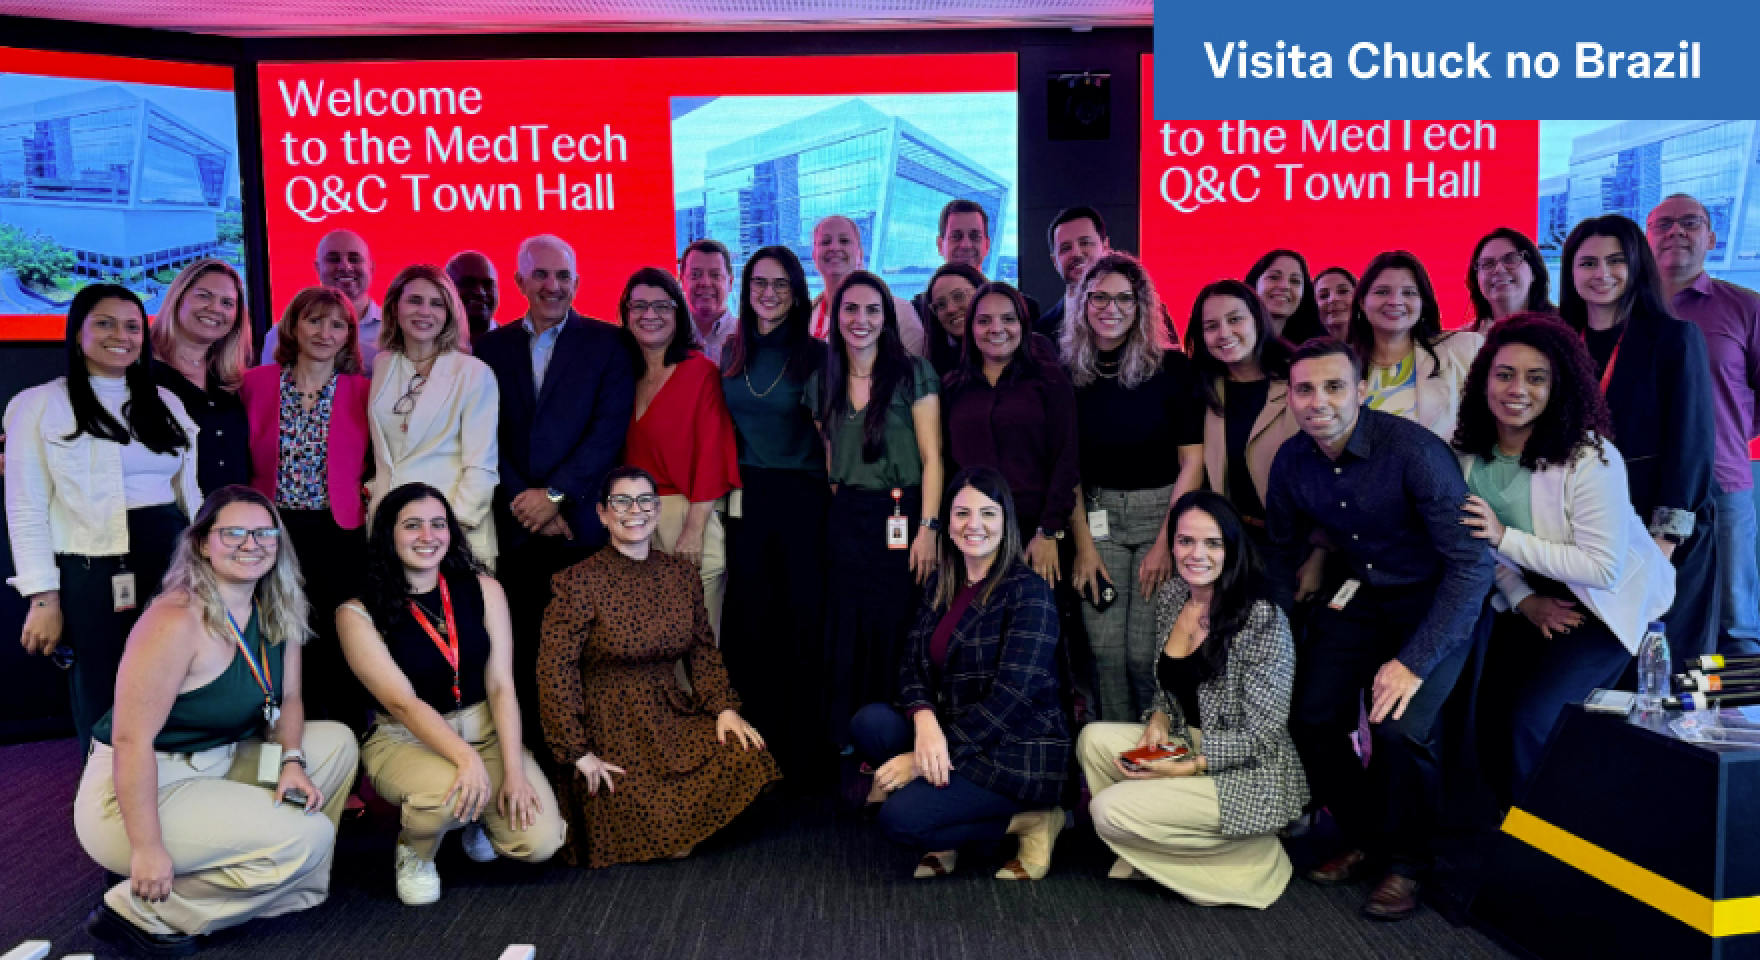 Visita Chuck no Brazil
Welcome
to the MedTech
Q&C Town Hall
to the MedTech
Q&C Town Hall